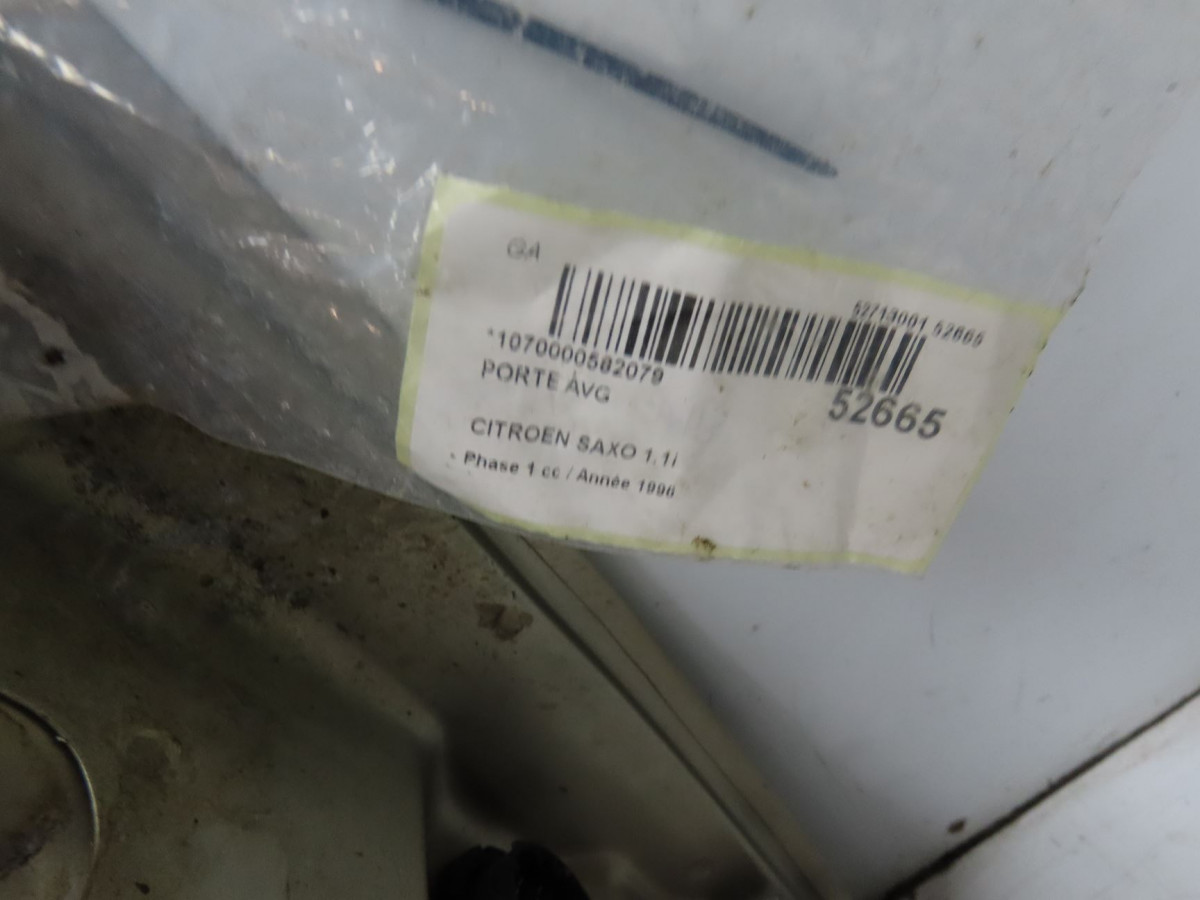 GA
52713001 52665
*1070000582079
52665
PORTE AVG
CITROEN SAXO 1.1i
- Phase 1 cc / Année 1996